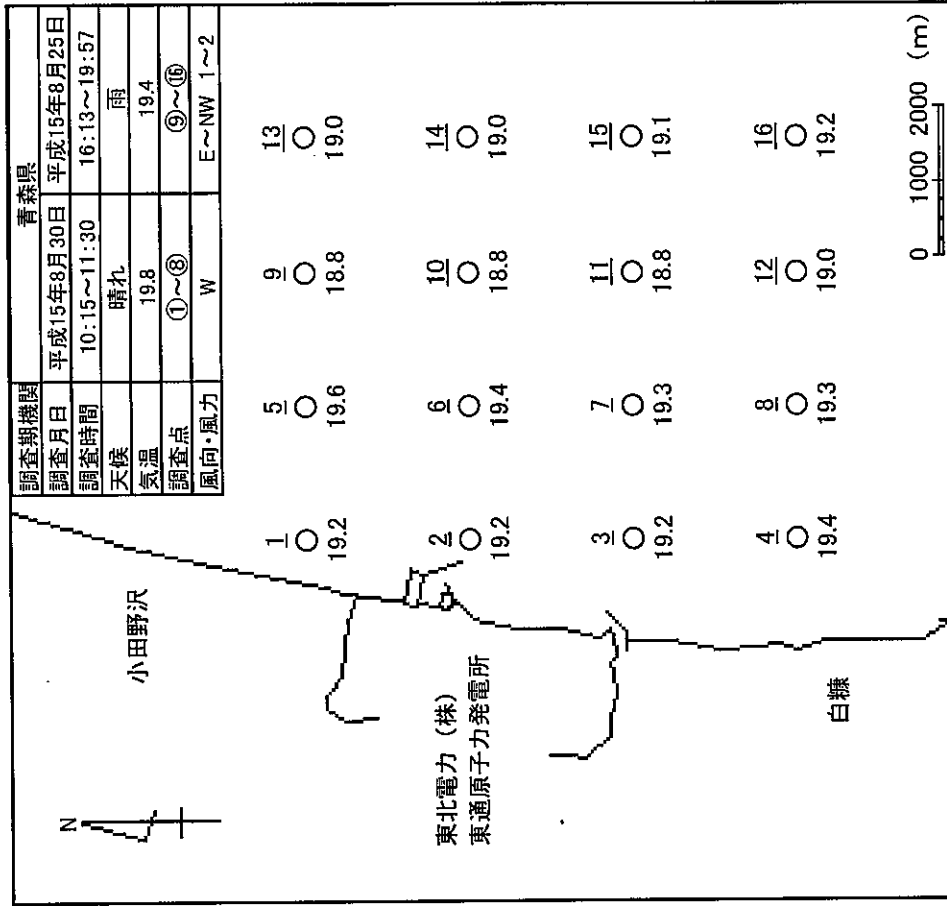 調査期機関 青森県
調査月日 平成15年8月30日 平成15年8月25日
調査時間 10:15～11:30 16:13～19:57
天候 晴れ 雨
気温 19.8 19.4
調査点 ①～⑧ ⑨～⑯
風向・風力 W E～NW 1～2
N
小田野沢
東北電力（株）
東通原子力発電所
白糠
1 5 9 13
19.2 19.6 18.8 19.0
2 6 10 14
19.2 19.4 18.8 19.0
3 7 11 15
19.2 19.3 18.8 19.1
4 8 12 16
19.4 19.3 19.0 19.2
0 1000 2000 (m)